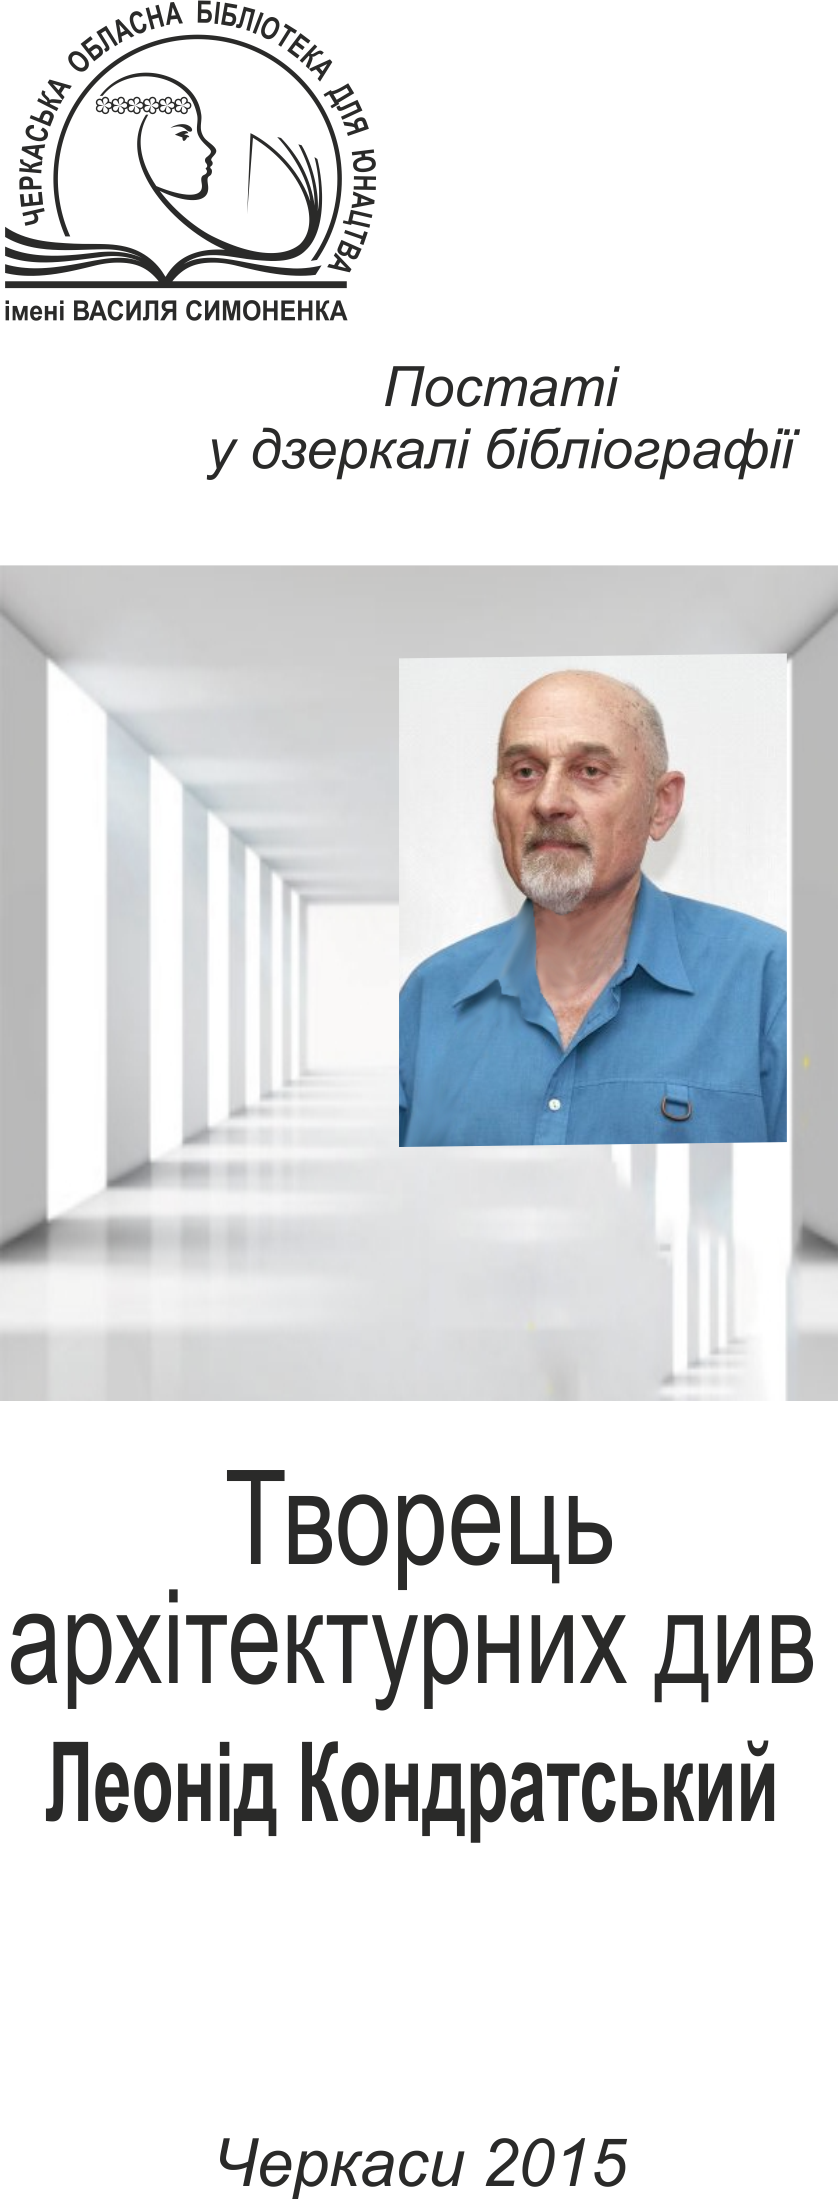 ЧЕРКАСЬКА ОБЛАСНА БІБЛІОТЕКА ДЛЯ ЮНАЦТВА
імені ВАСИЛЯ СИМОНЕНКА
Постаті
у дзеркалі бібліографії
Творець
архітектурних див
Леонід Кондратський
Черкаси 2015